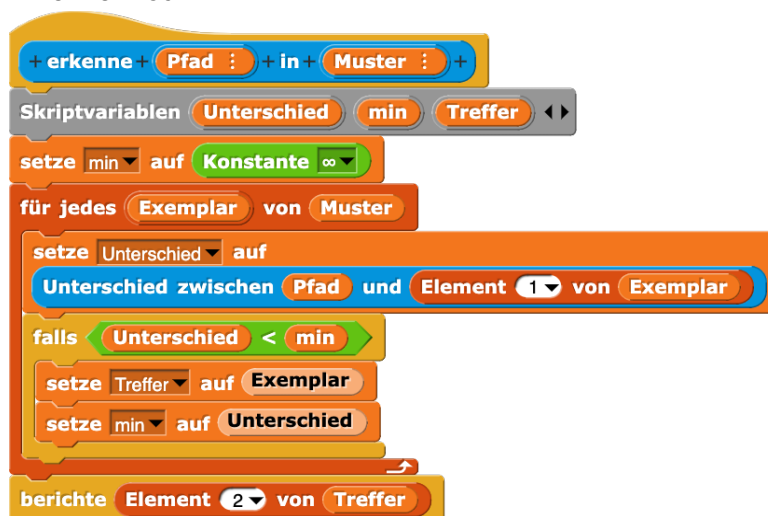 + erkenne + Pfad ⋮ + in + Muster ⋮ +
Skriptvariablen Unterschied min Treffer
setze min auf Konstante ∞
für jedes Exemplar von Muster
setze Unterschied auf
Unterschied zwischen Pfad und Element 1 von Exemplar
falls Unterschied < min
setze Treffer auf Exemplar
setze min auf Unterschied
berichte Element 2 von Treffer